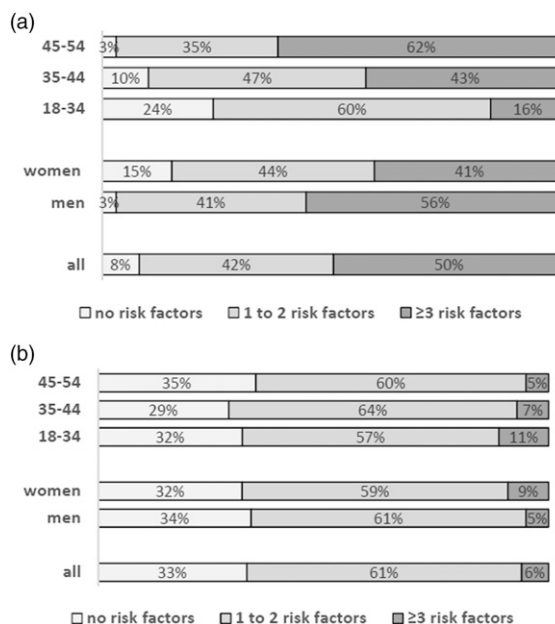 (a)
45-54 3% 35% 62%
35-44 10% 47% 43%
18-34 24% 60% 16%
women 15% 44% 41%
men 3% 41% 56%
all 8% 42% 50%
no risk factors 1 to 2 risk factors ≥3 risk factors
(b)
45-54 35% 60% 5%
35-44 29% 64% 7%
18-34 32% 57% 11%
women 32% 59% 9%
men 34% 61% 5%
all 33% 61% 6%
no risk factors 1 to 2 risk factors ≥3 risk factors